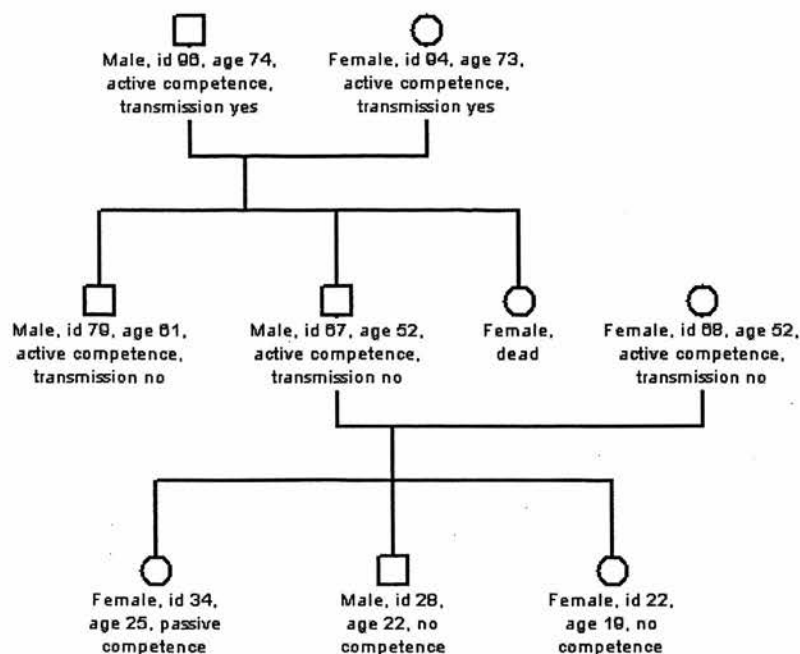 Male, id 96, age 74,
active competence,
transmission yes
Female, id 94, age 73,
active competence,
transmission yes
Male, id 79, age 61,
active competence,
transmission no
Male, id 67, age 52,
active competence,
transmission no
Female,
dead
Female, id 68, age 52,
active competence,
transmission no
Female, id 34,
age 25, passive
competence
Male, id 28,
age 22, no
competence
Female, id 22,
age 19, no
competence